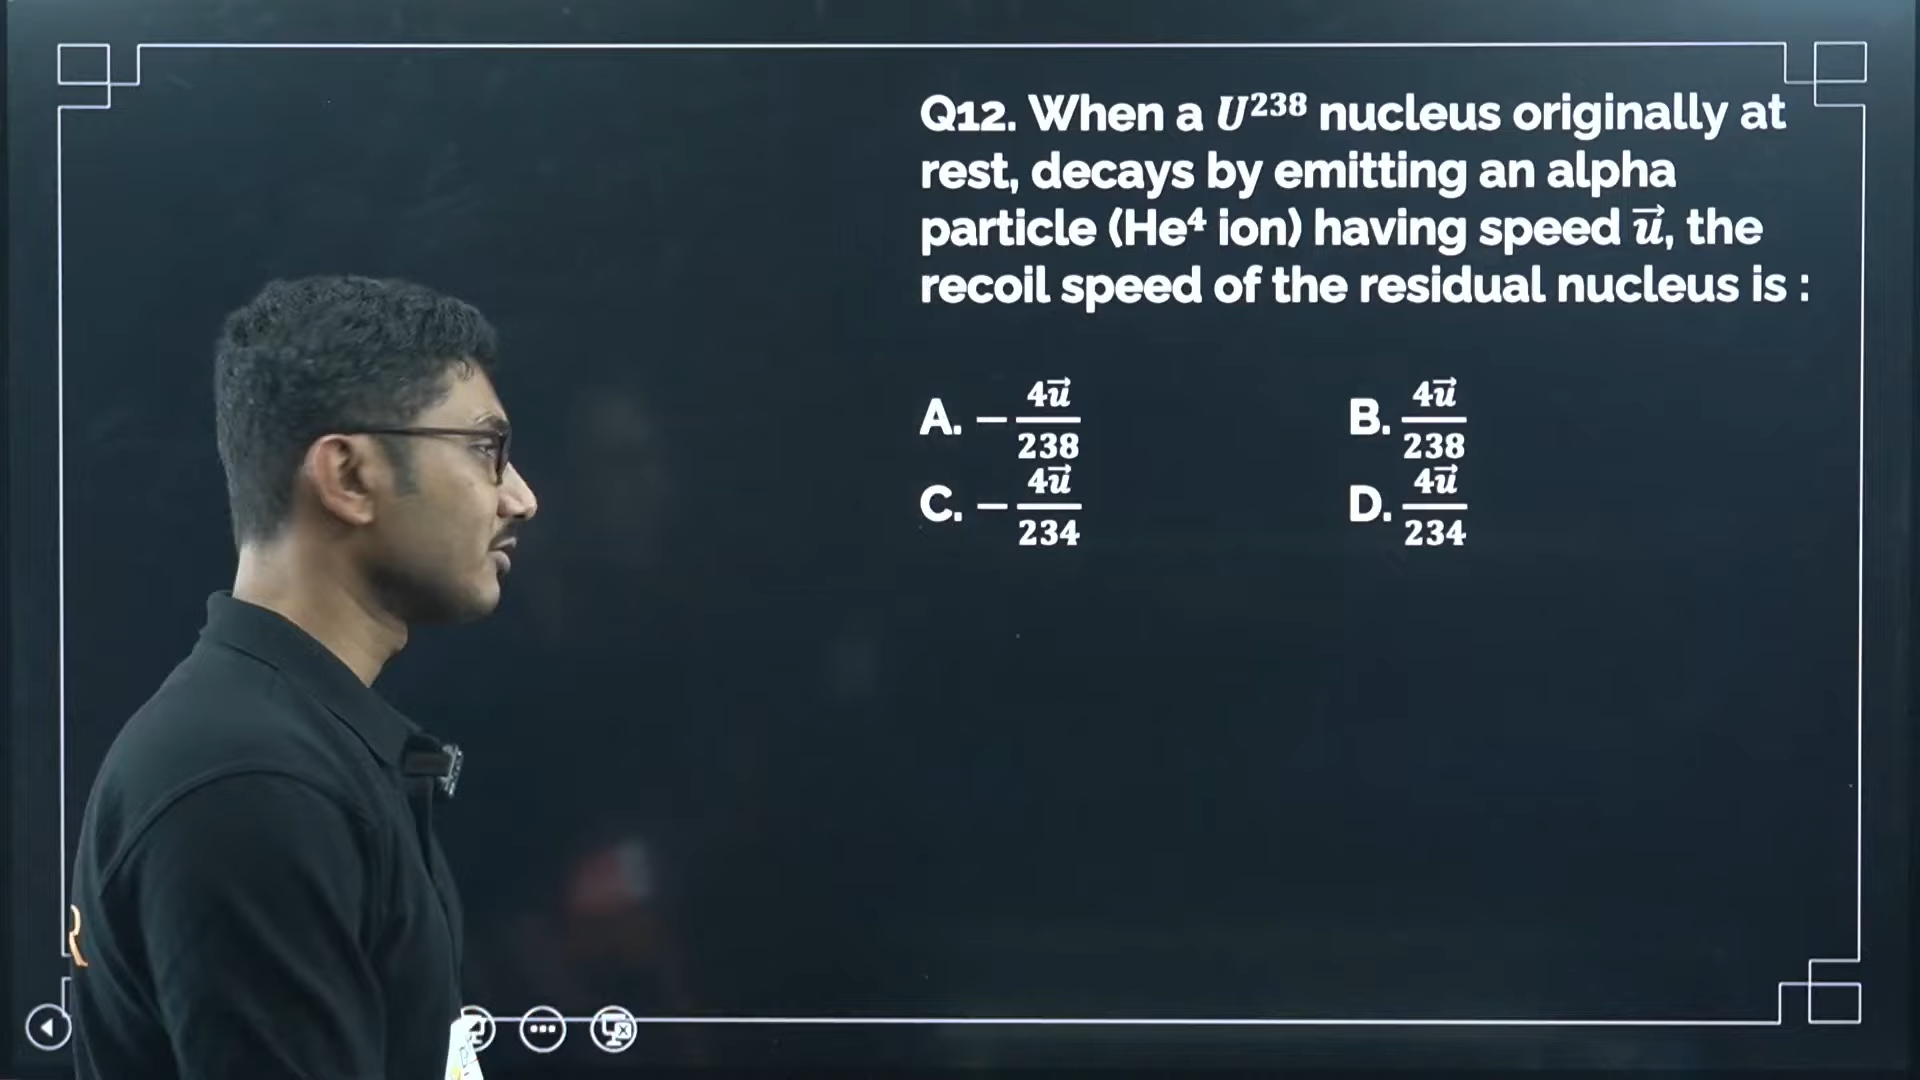 Q12. When a U²³⁸ nucleus originally at
rest, decays by emitting an alpha
particle (He⁴ ion) having speed u⃗, the
recoil speed of the residual nucleus is :
A. −4u⃗/238 B. 4u⃗/238
C. −4u⃗/234 D. 4u⃗/234
R